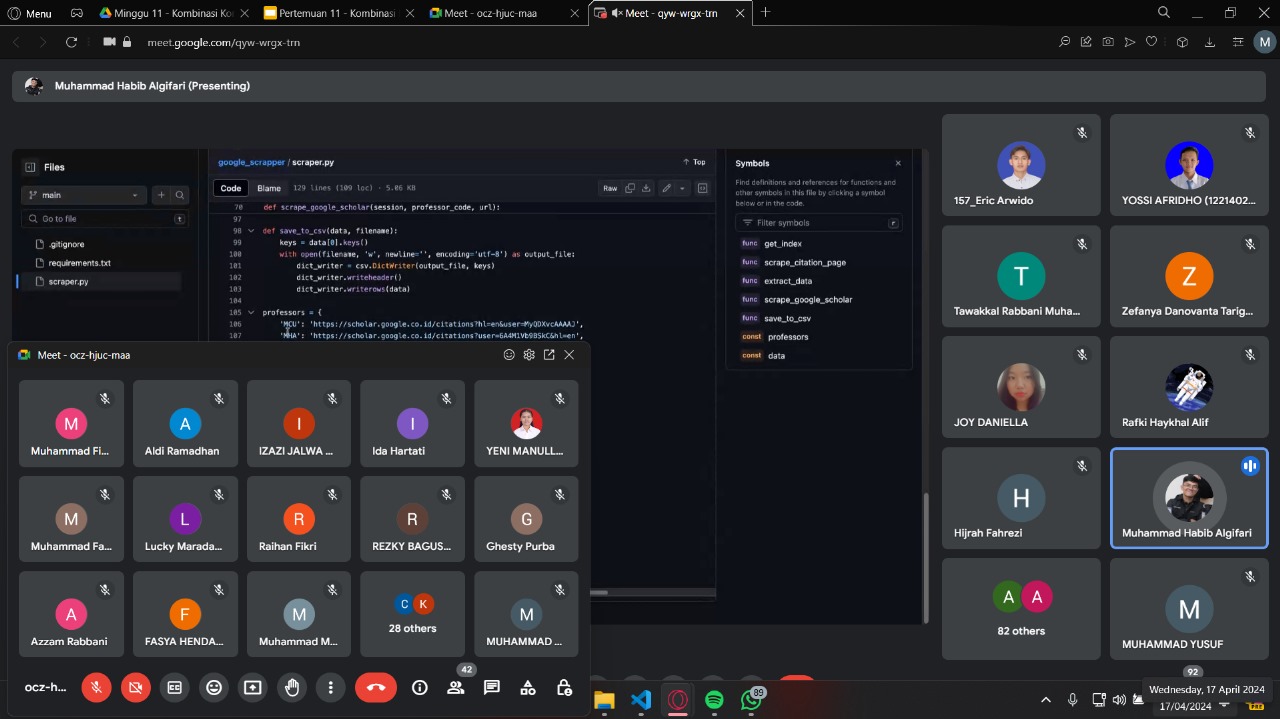 Menu
Minggu 11 - Kombinasi Ko
Pertemuan 11 - Kombinasi
Meet - ocz-hjuc-maa
Meet - qyw-wrgx-trn
meet.google.com/qyw-wrgx-trn
M
Muhammad Habib Algifari (Presenting)
Files
main
Go to file
t
.gitignore
requirements.txt
scraper.py
google_scrapper / scraper.py
Top
Code
Blame
129 lines (109 loc) · 5.06 KB
Raw
70 def scrape_google_scholar(session, professor_code, url):
97
98 def save_to_csv(data, filename):
99 keys = data[0].keys()
100 with open(filename, 'w', newline='', encoding='utf-8') as output_file:
101 dict_writer = csv.DictWriter(output_file, keys)
102 dict_writer.writeheader()
103 dict_writer.writerows(data)
104
105 professors = {
106 'MCU': 'https://scholar.google.co.id/citations?hl=en&user=MyQDXvcAAAAJ',
107 'MHA': 'https://scholar.google.co.id/citations?user=6A4M1Vb9BSkC&hl=en',
Symbols
Find definitions and references for functions and
other symbols in this file by clicking a symbol
below or in the code.
Filter symbols
r
func get_index
func scrape_citation_page
func extract_data
func scrape_google_scholar
func save_to_csv
const professors
const data
157_Eric Arwido
YOSSI AFRIDHO (1221402...
T
Tawakkal Rabbani Muha...
Z
Zefanya Danovanta Tarig...
JOY DANIELLA
Rafki Haykhal Alif
H
Hijrah Fahrezi
Muhammad Habib Algifari
A A
82 others
M
MUHAMMAD YUSUF
92
Meet - ocz-hjuc-maa
M
Muhammad Fi...
A
Aldi Ramadhan
I
IZAZI JALWA ...
I
Ida Hartati
YENI MANULL...
M
Muhammad Fa...
L
Lucky Marada...
R
Raihan Fikri
R
REZKY BAGUS...
G
Ghesty Purba
A
Azzam Rabbani
F
FASYA HENDA...
M
Muhammad M...
C K
28 others
M
MUHAMMAD ...
ocz-h...
42
89
Wednesday, 17 April 2024
17/04/2024